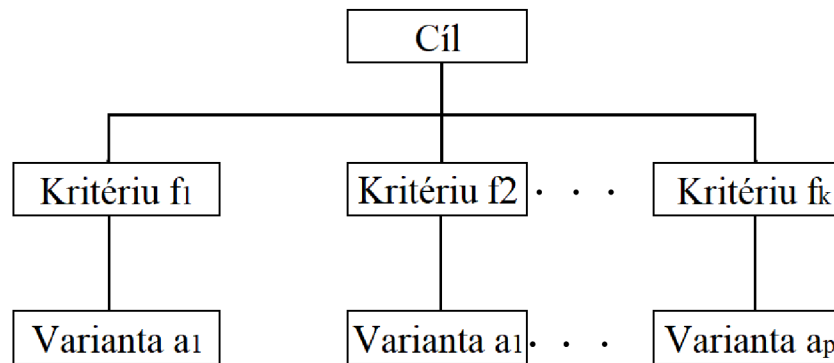 Cíl
Kritériu f1 Kritériu f2 . . . Kritériu fk
Varianta a1 Varianta a1 . . . Varianta ap